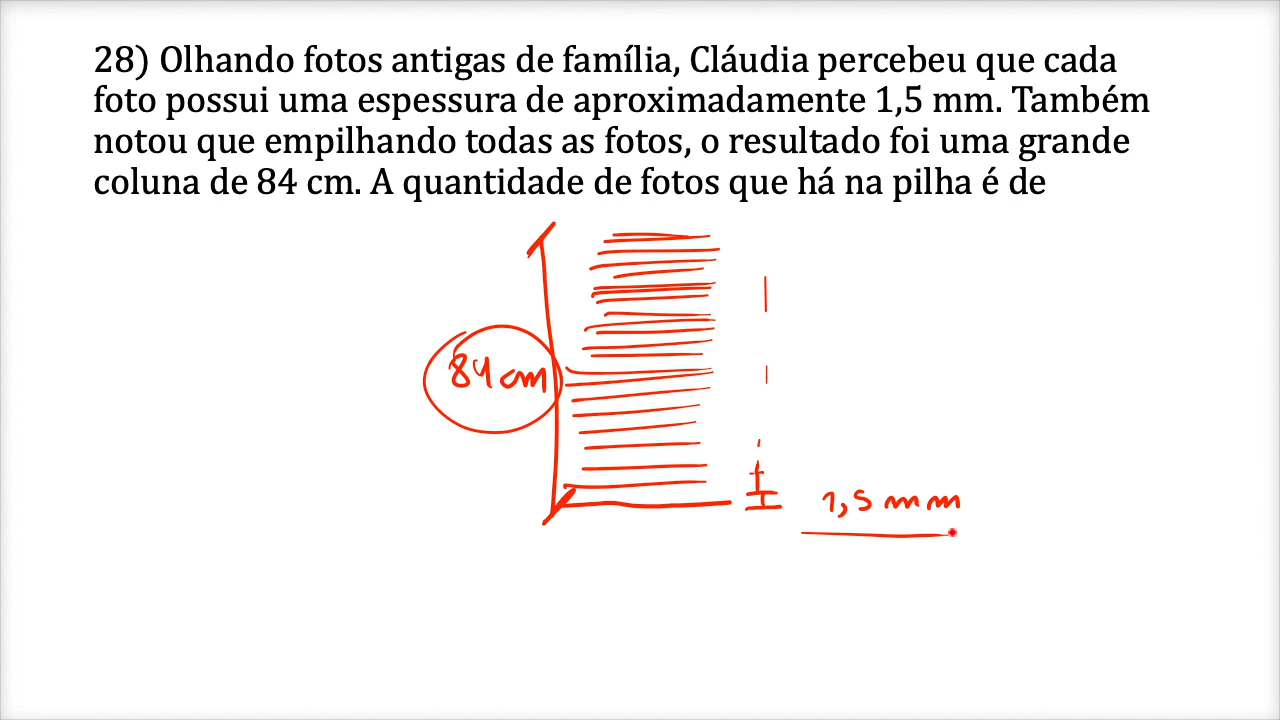 28) Olhando fotos antigas de família, Cláudia percebeu que cada
foto possui uma espessura de aproximadamente 1,5 mm. Também
notou que empilhando todas as fotos, o resultado foi uma grande
coluna de 84 cm. A quantidade de fotos que há na pilha é de
84 cm
1,5 mm